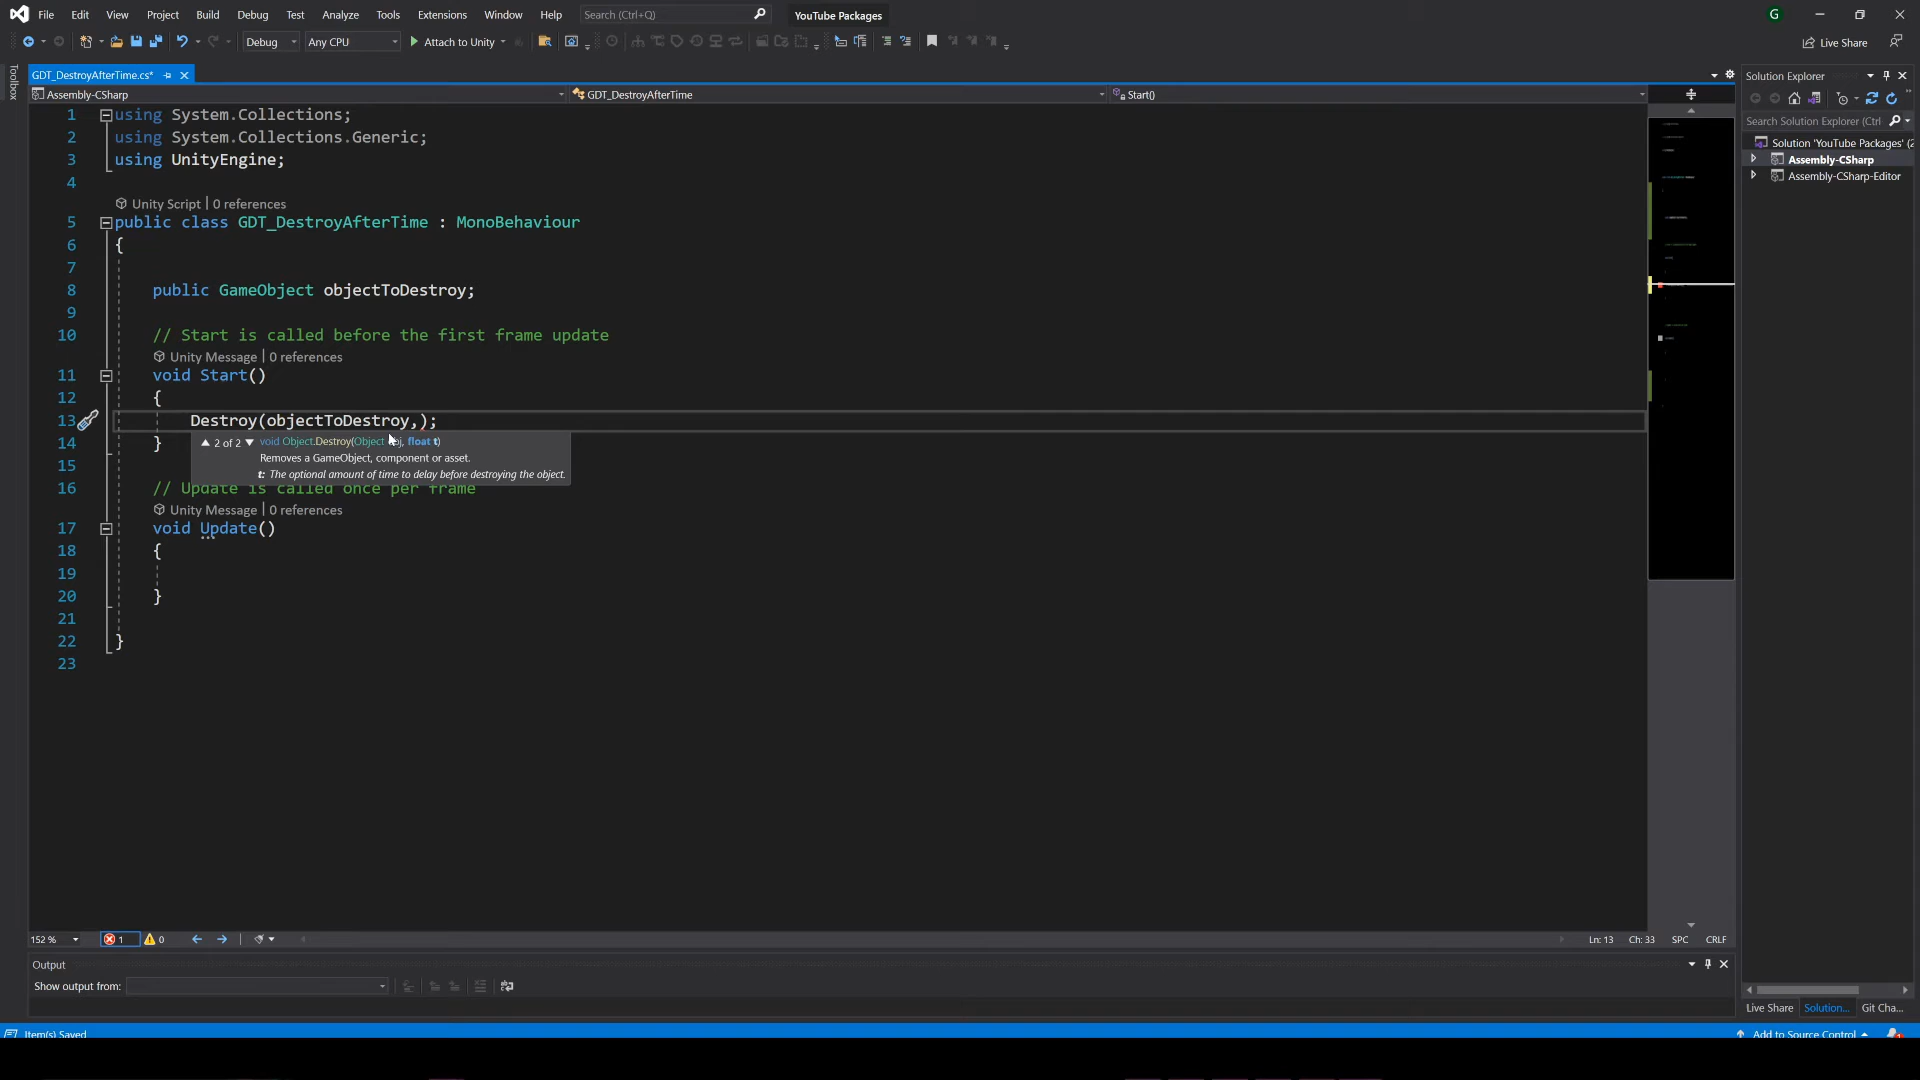 File Edit View Project Build Debug Test Analyze Tools Extensions Window Help Search (Ctrl+Q) YouTube Packages G
Debug Any CPU Attach to Unity Live Share
Toolbox
GDT_DestroyAfterTime.cs*
Assembly-CSharp GDT_DestroyAfterTime Start()
1 using System.Collections;
2 using System.Collections.Generic;
3 using UnityEngine;
4
Unity Script | 0 references
5 public class GDT_DestroyAfterTime : MonoBehaviour
6 {
7
8 public GameObject objectToDestroy;
9
10 // Start is called before the first frame update
Unity Message | 0 references
11 void Start()
12 {
13 Destroy(objectToDestroy,);
14 }
2 of 2 void Object.Destroy(Object obj, float t)
Removes a GameObject, component or asset.
t: The optional amount of time to delay before destroying the object.
15
16 // Update is called once per frame
Unity Message | 0 references
17 void Update()
18 {
19
20 }
21
22 }
23
152 % 1 0 Ln: 13 Ch: 33 SPC CRLF
Output
Show output from:
Solution Explorer
Search Solution Explorer (Ctrl
Solution 'YouTube Packages' (2
Assembly-CSharp
Assembly-CSharp-Editor
Live Share Solution... Git Cha...
Item(s) Saved Add to Source Control